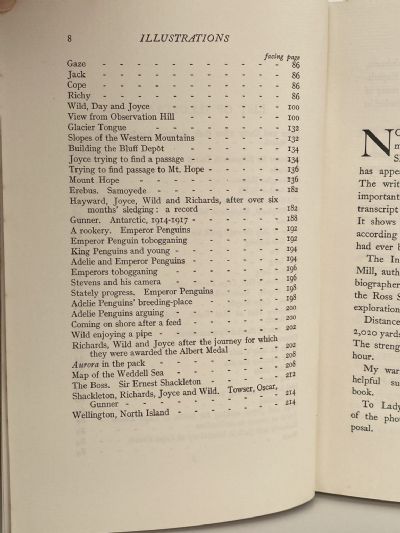 8 ILLUSTRATIONS
facing page
Gaze - - - - - - - - 86
Jack - - - - - - - - 86
Cope - - - - - - - - 86
Richy - - - - - - - - 86
Wild, Day and Joyce - - - - - 100
View from Observation Hill - - - - 100
Glacier Tongue - - - - - - 132
Slopes of the Western Mountains - - - 132
Building the Bluff Depôt - - - - - 134
Joyce trying to find a passage - - - - 134
Trying to find passage to Mt. Hope - - - 136
Mount Hope - - - - - - - 136
Erebus. Samoyede - - - - - - 182
Hayward, Joyce, Wild and Richards, after over six
months' sledging: a record - - - - 182
Gunner. Antarctic, 1914-1917 - - - - 188
A rookery. Emperor Penguins - - - - 192
Emperor Penguin tobogganing - - - - 192
King Penguins and young - - - - - 194
Adelie and Emperor Penguins - - - - 194
Emperors tobogganing - - - - - 196
Stevens and his camera - - - - - 196
Stately progress. Emperor Penguins - - - 198
Adelie Penguins' breeding-place - - - - 198
Adelie Penguins arguing - - - - - 200
Coming on shore after a feed - - - - 200
Wild enjoying a pipe - - - - - 202
Richards, Wild and Joyce after the journey for which
they were awarded the Albert Medal - - 202
Aurora in the pack - - - - - - 208
Map of the Weddell Sea - - - - - 208
The Boss. Sir Ernest Shackleton - - - - 212
Shackleton, Richards, Joyce and Wild. Towser, Oscar,
Gunner - - - - - - - 214
Wellington, North Island - - - - - 214
NO
m
S
has appea
The writ
important
transcript
It shows
according
had ever b
The In
Mill, auth
biographer
the Ross S
exploration
Distance
2,020 yards
The streng
hour.
My war
helpful su
book.
To Lady
of the pho
posal.